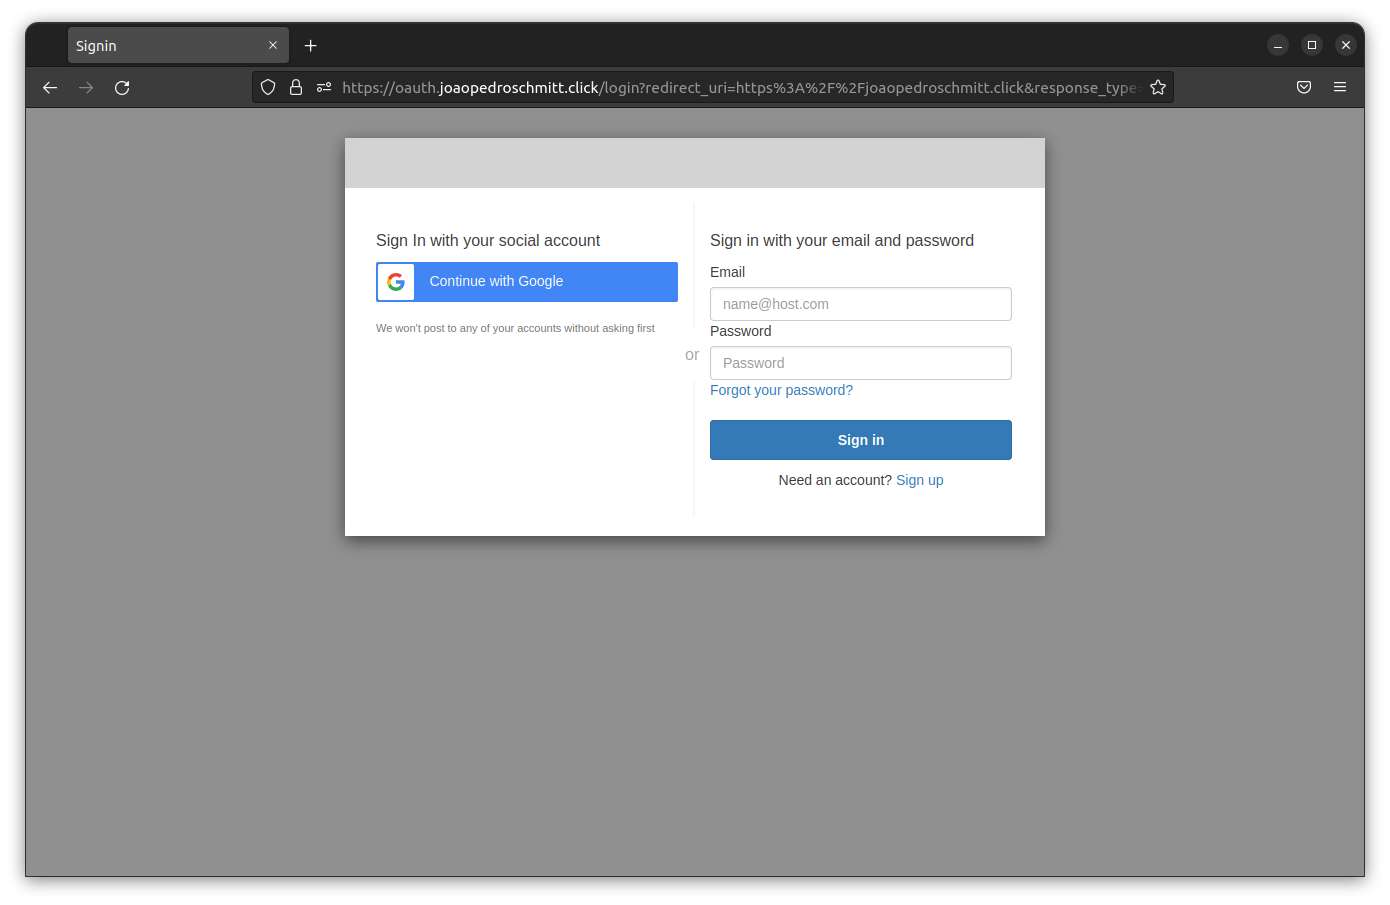 Signin
https://oauth.joaopedroschmitt.click/login?redirect_uri=https%3A%2F%2Fjoaopedroschmitt.click&response_type=
Sign In with your social account
Continue with Google
We won't post to any of your accounts without asking first
or
Sign in with your email and password
Email
name@host.com
Password
Password
Forgot your password?
Sign in
Need an account? Sign up